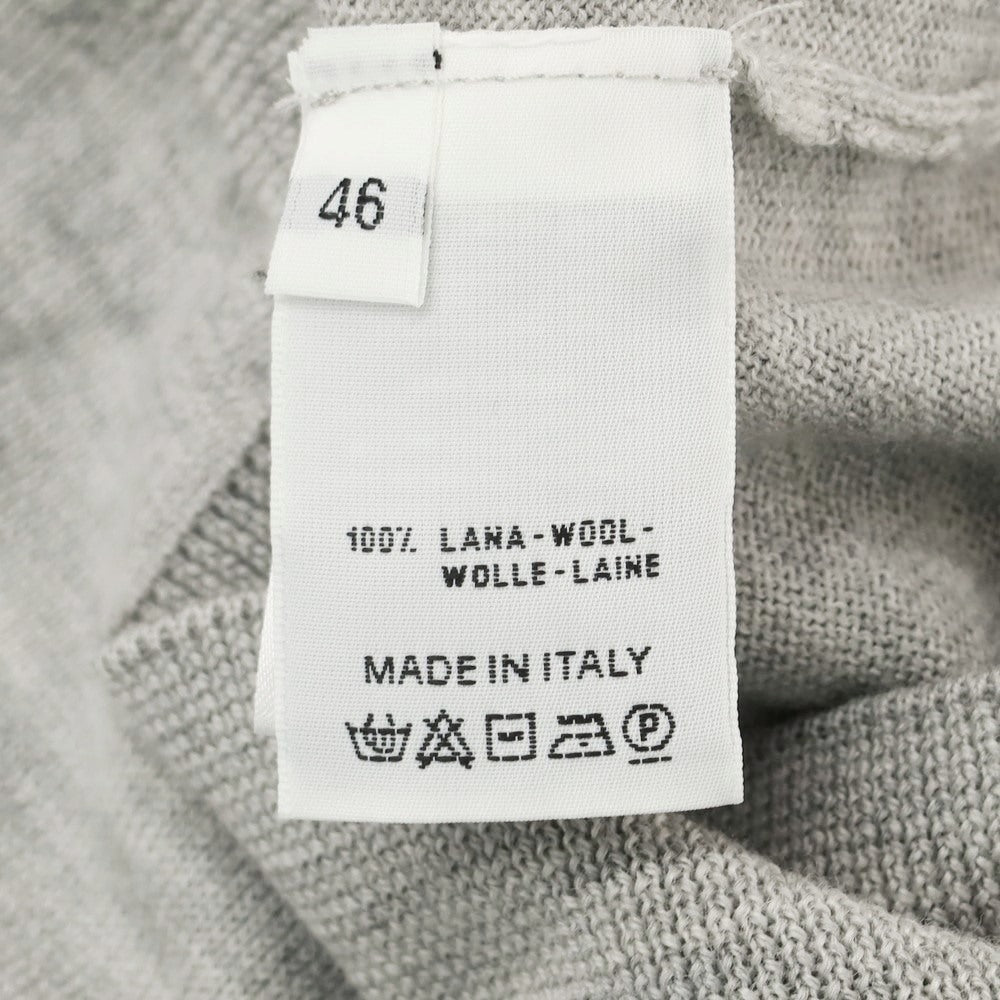 46
100% LANA-WOOL-
WOLLE-LAINE
MADE IN ITALY
P